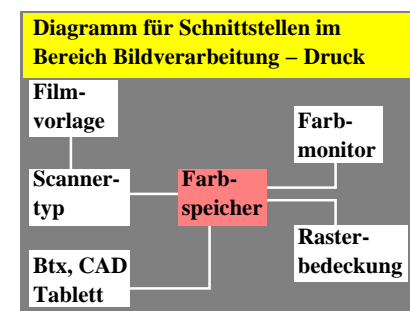 Diagramm für Schnittstellen im
Bereich Bildverarbeitung – Druck
Film-
vorlage
Farb-
monitor
Scanner-
typ
Farb-
speicher
Raster-
bedeckung
Btx, CAD
Tablett